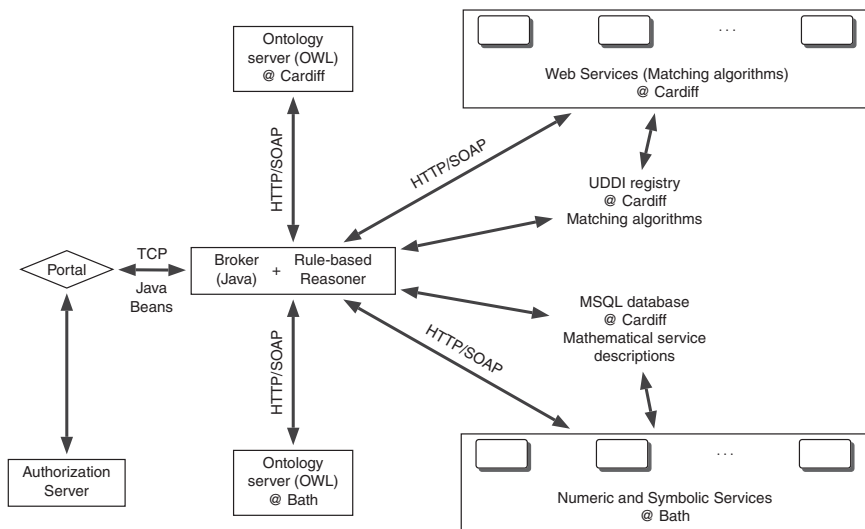 Ontology
server (OWL)
@ Cardiff
...
Web Services (Matching algorithms)
@ Cardiff
HTTP/SOAP
HTTP/SOAP
UDDI registry
@ Cardiff
Matching algorithms
Portal
TCP
Java
Beans
Broker
(Java)
+
Rule-based
Reasoner
MSQL database
@ Cardiff
Mathematical service
descriptions
HTTP/SOAP
HTTP/SOAP
Authorization
Server
Ontology
server (OWL)
@ Bath
...
Numeric and Symbolic Services
@ Bath